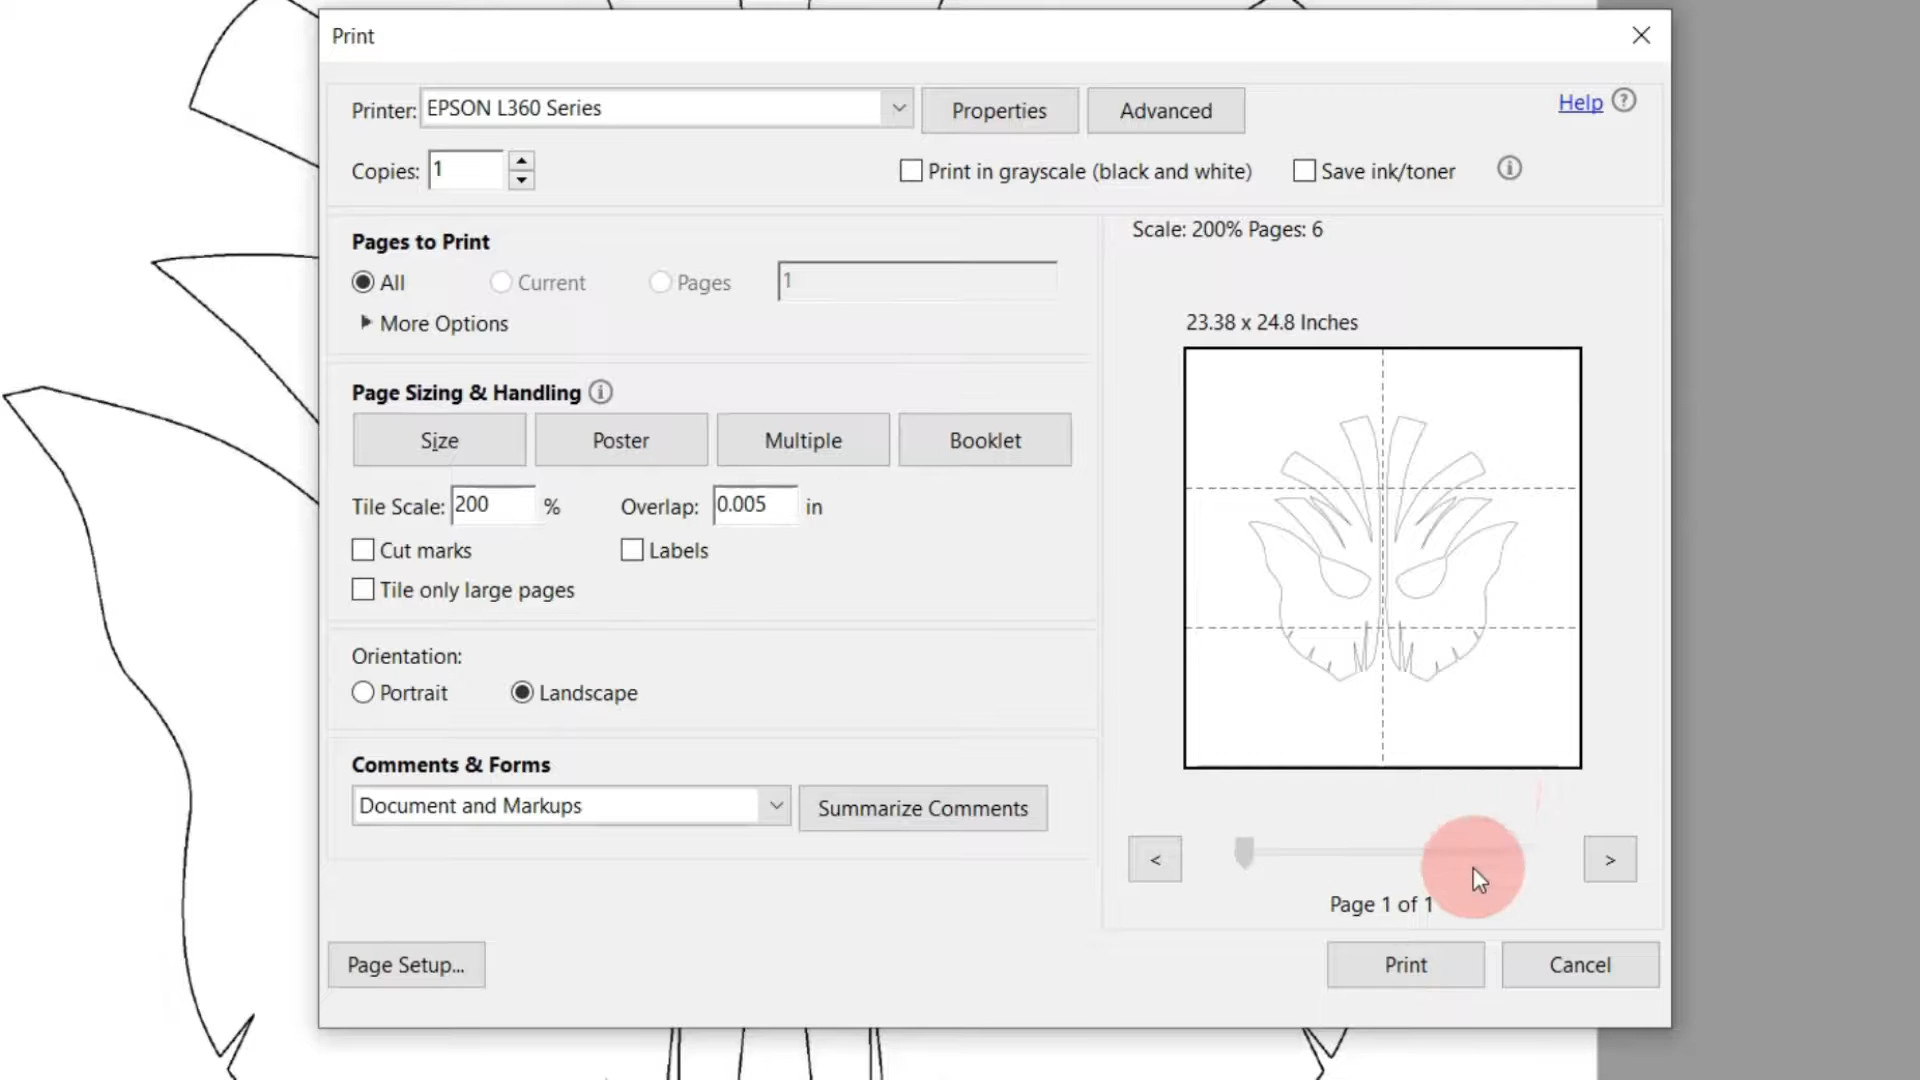 Print
Printer: EPSON L360 Series Properties Advanced Help ?
Copies: 1 Print in grayscale (black and white) Save ink/toner
Pages to Print
All Current Pages 1
More Options
Page Sizing & Handling
Size Poster Multiple Booklet
Tile Scale: 200 % Overlap: 0.005 in
Cut marks Labels
Tile only large pages
Orientation:
Portrait Landscape
Comments & Forms
Document and Markups Summarize Comments
Scale: 200% Pages: 6
23.38 x 24.8 Inches
< >
Page 1 of 1
Page Setup... Print Cancel